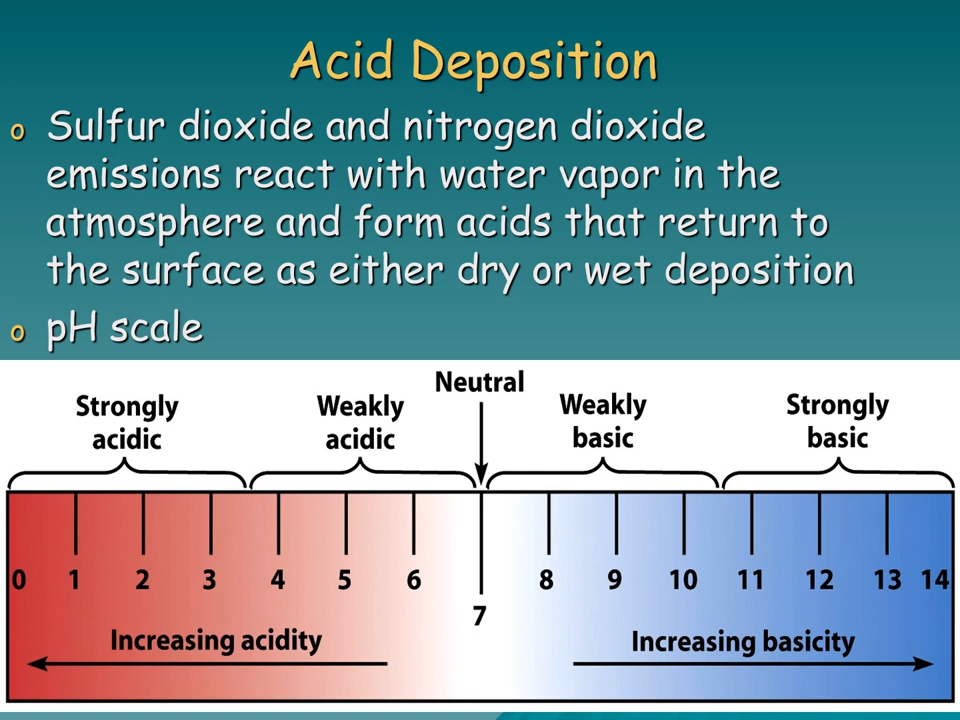 Acid Deposition
o Sulfur dioxide and nitrogen dioxide
emissions react with water vapor in the
atmosphere and form acids that return to
the surface as either dry or wet deposition
o pH scale
Neutral
Strongly
acidic
Weakly
acidic
Weakly
basic
Strongly
basic
0 1 2 3 4 5 6 7 8 9 10 11 12 13 14
Increasing acidity
Increasing basicity